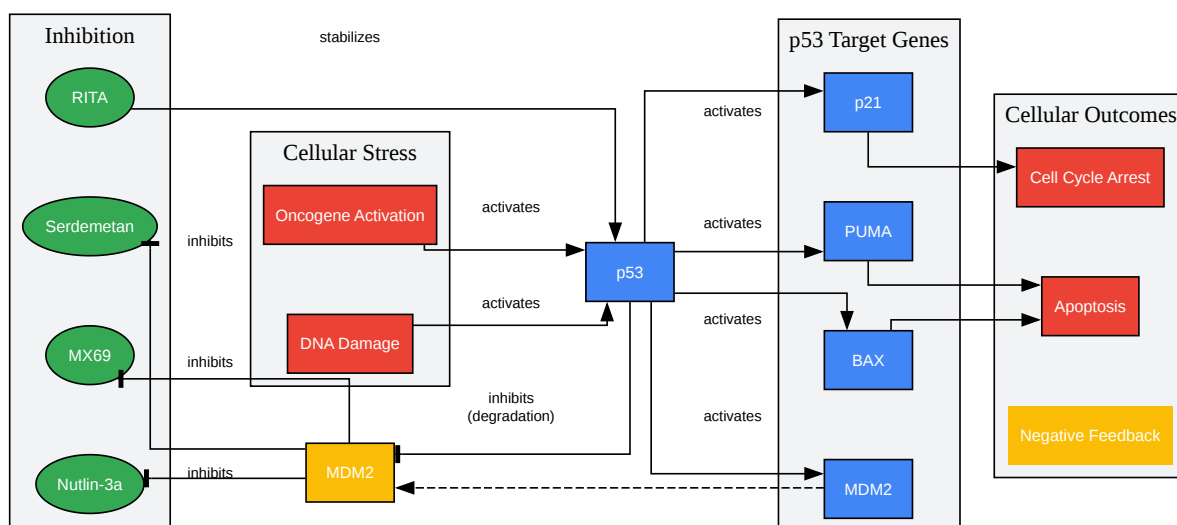 Inhibition
RITA
Serdemetan
MX69
Nutlin-3a
stabilizes
inhibits
inhibits
inhibits
Cellular Stress
Oncogene Activation
DNA Damage
MDM2
activates
activates
inhibits
(degradation)
p53
activates
activates
activates
activates
p53 Target Genes
p21
PUMA
BAX
MDM2
Cellular Outcomes
Cell Cycle Arrest
Apoptosis
Negative Feedback